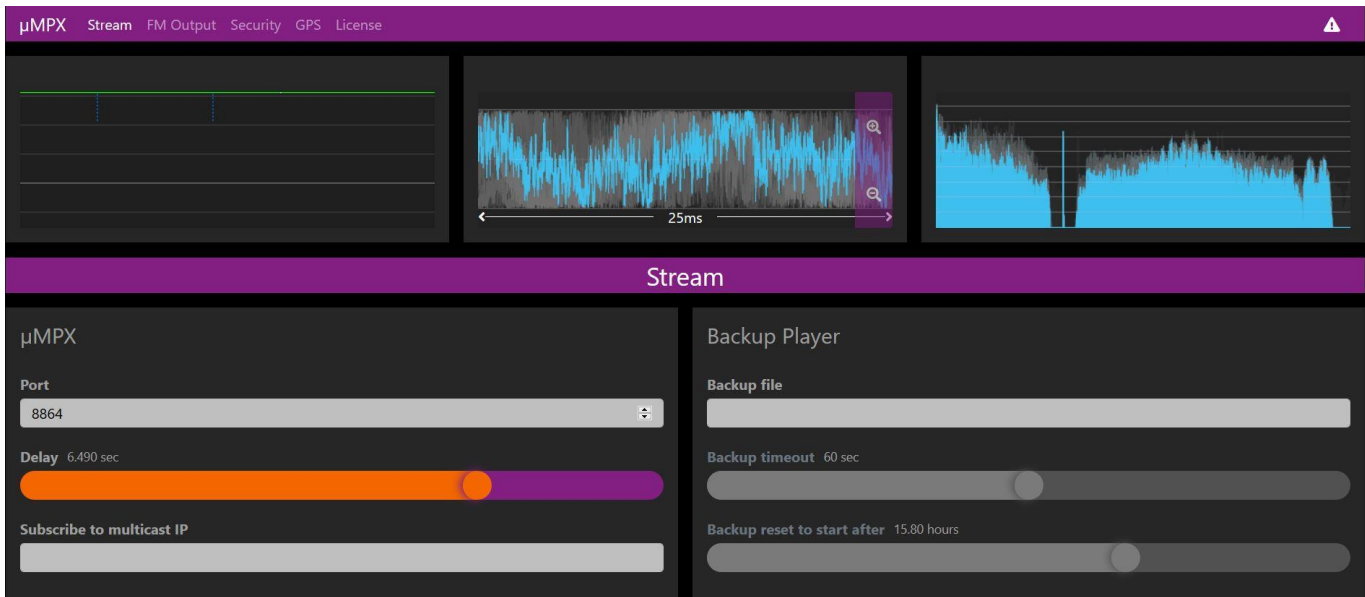 µMPX Stream FM Output Security GPS License
25ms
Stream
µMPX
Port
8864
Delay 6.490 sec
Subscribe to multicast IP
Backup Player
Backup file
Backup timeout 60 sec
Backup reset to start after 15.80 hours